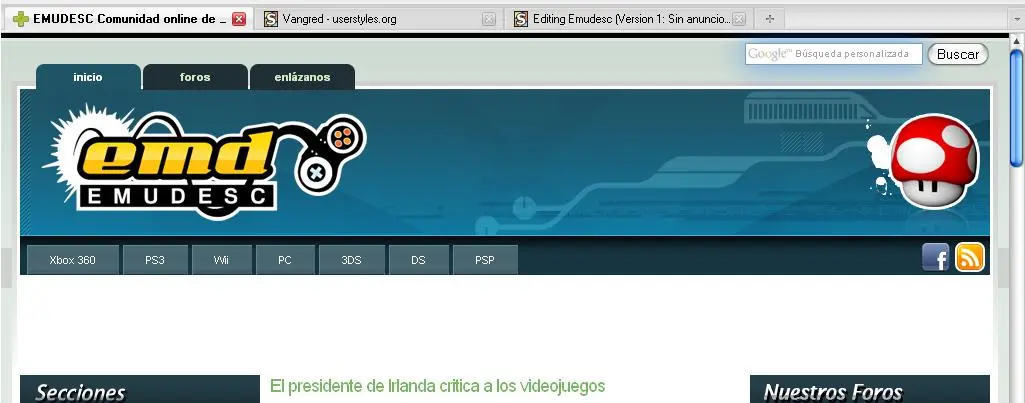 EMUDESC Comunidad online de ...
Vangred - userstyles.org
Editing Emudesc (Version 1: Sin anuncio...
Google™ Búsqueda personalizada
Buscar
inicio
foros
enlázanos
emd
EMUDESC
Xbox 360
PS3
Wii
PC
3DS
DS
PSP
Secciones
El presidente de Irlanda critica a los videojuegos
Nuestros Foros